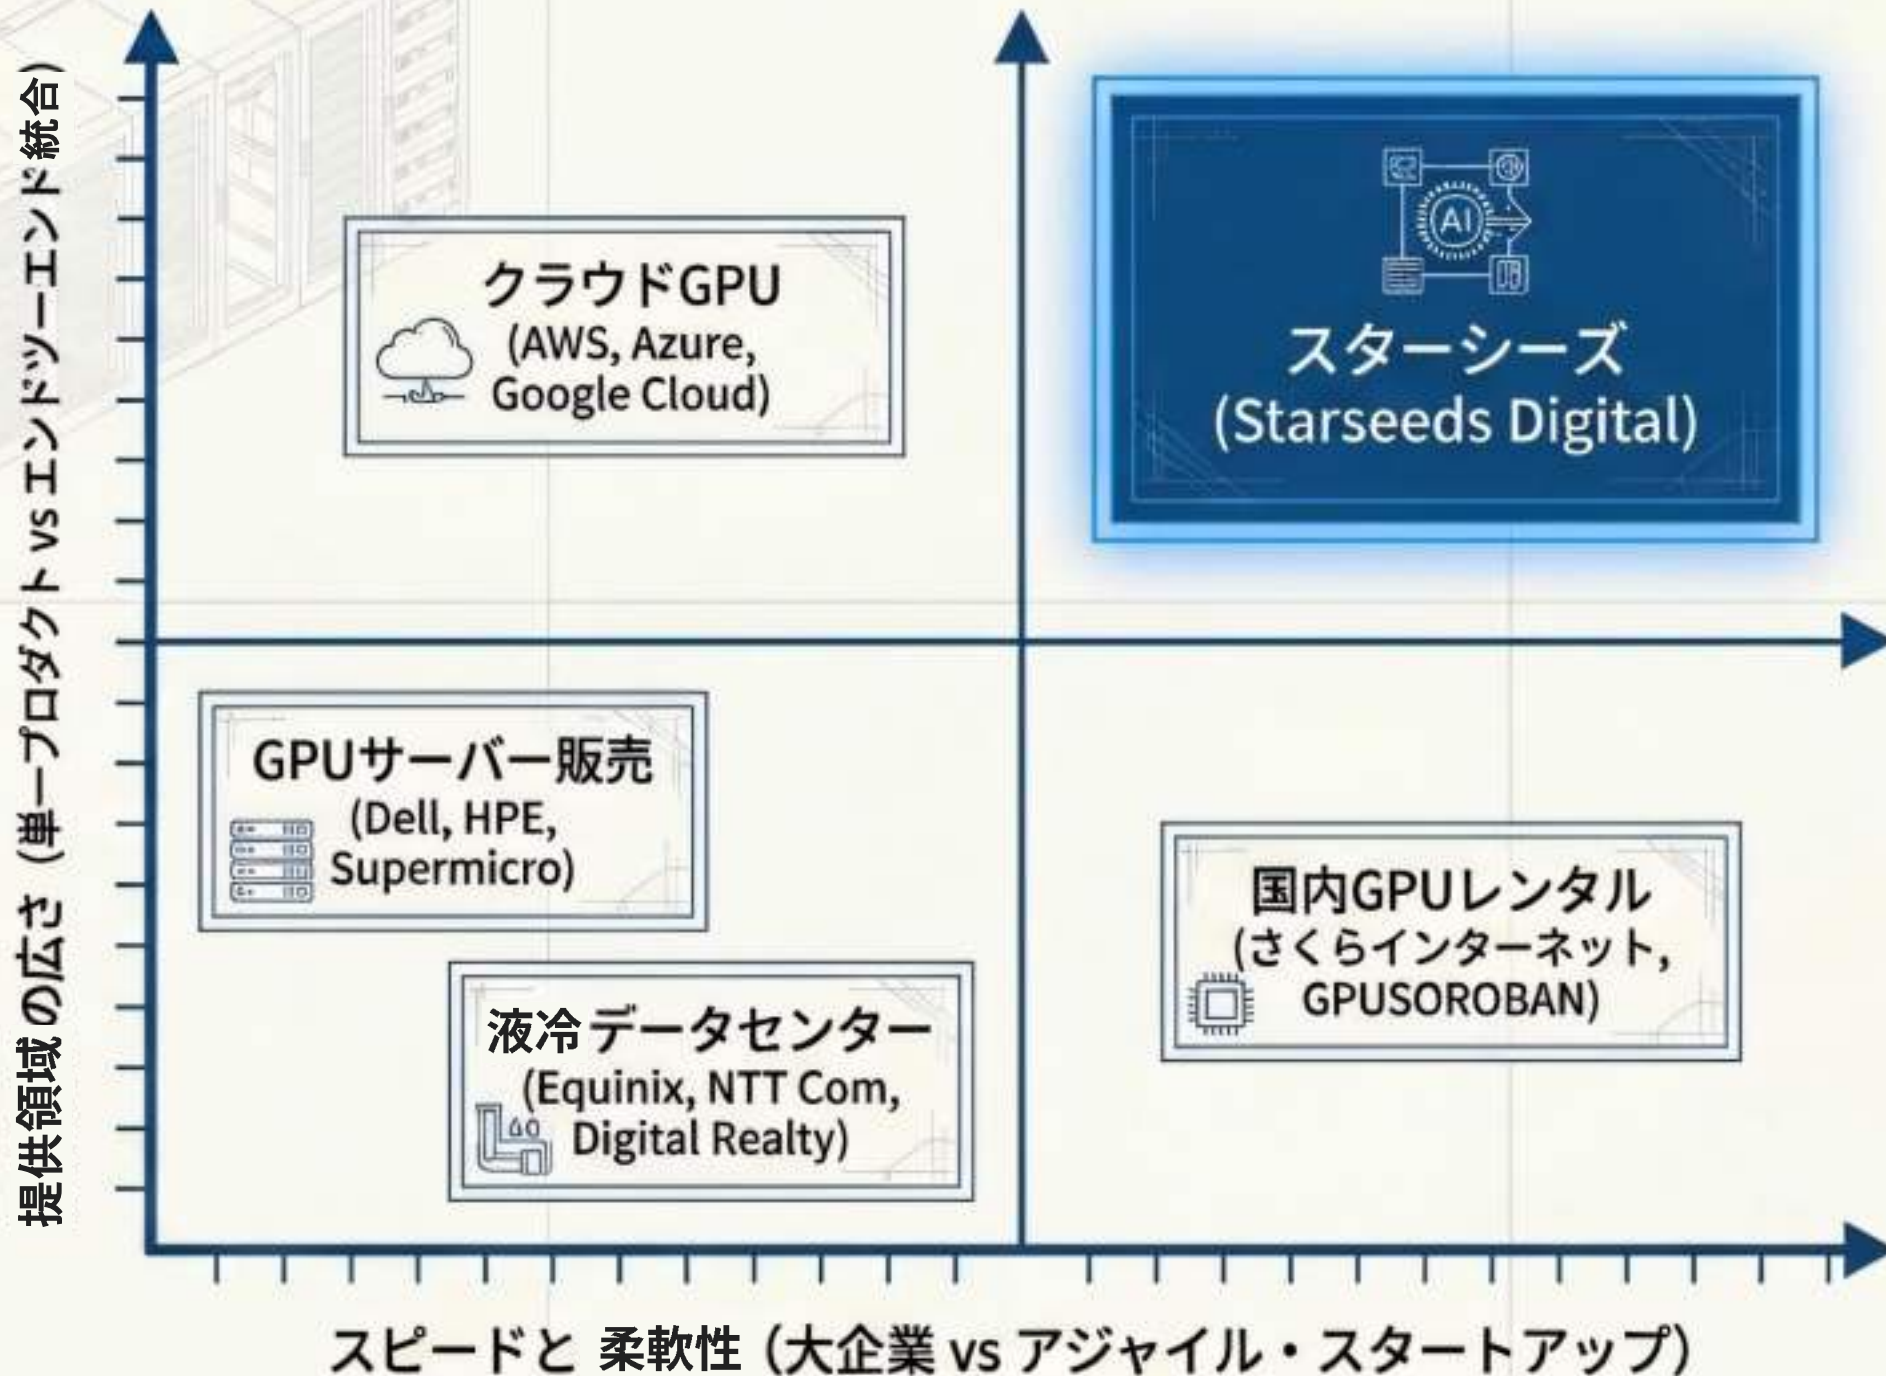 提供領域の広さ（単一プロダクト vs エンドツーエンド統合）
クラウドGPU
(AWS, Azure,
Google Cloud)
AI
スターシーズ
(Starseeds Digital)
GPUサーバー販売
(Dell, HPE,
Supermicro)
液冷データセンター
(Equinix, NTT Com,
Digital Realty)
国内GPUレンタル
(さくらインターネット,
GPUSOROBAN)
スピードと 柔軟性（大企業 vs アジャイル・スタートアップ）